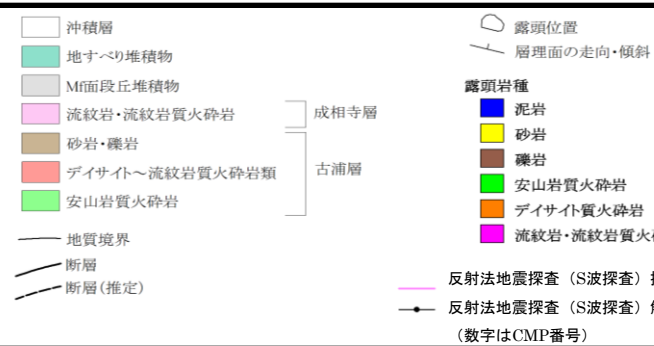 沖積層
地すべり堆積物
Mf面段丘堆積物
流紋岩・流紋岩質火砕岩
成相寺層
砂岩・礫岩
デイサイト～流紋岩質火砕岩類
古浦層
安山岩質火砕岩
地質境界
断層
断層(推定)
露頭位置
層理面の走向・傾斜
露頭岩種
泥岩
砂岩
礫岩
安山岩質火砕岩
デイサイト質火砕岩
流紋岩・流紋岩質火
反射法地震探査（S波探査）
反射法地震探査（S波探査）
（数字はCMP番号）